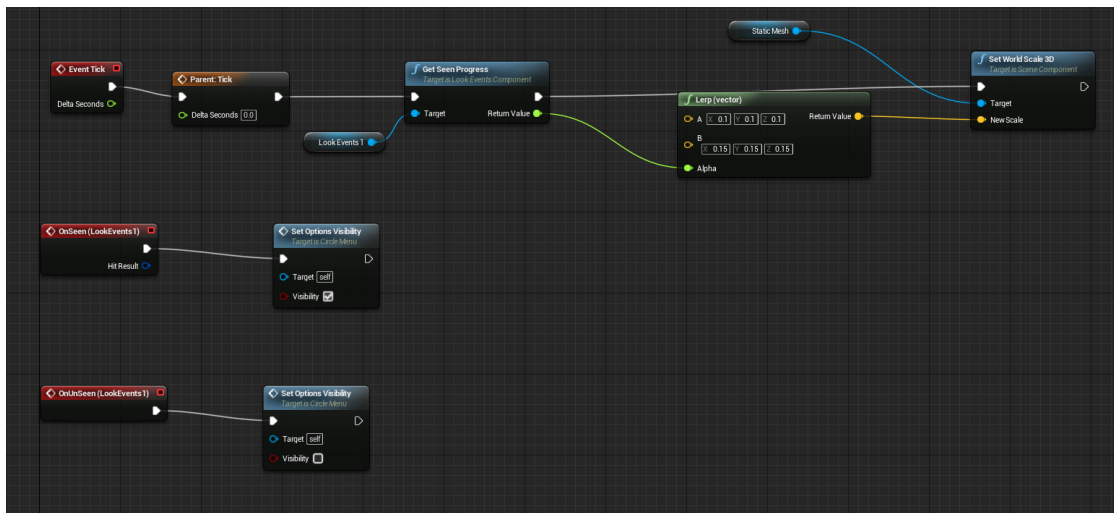 Static Mesh
Event Tick
Delta Seconds
Parent: Tick
Delta Seconds 0.0
Get Seen Progress
Target is Look Events Component
Target Return Value
Look Events 1
Lerp (vector)
A X 0.1 Y 0.1 Z 0.1 Return Value
B
X 0.15 Y 0.15 Z 0.15
Alpha
Set World Scale 3D
Target is Scene Component
Target
New Scale
OnSeen (LookEvents1)
Hit Result
Set Options Visibility
Target is Circle Menu
Target self
Visibility
OnUnSeen (LookEvents1)
Set Options Visibility
Target is Circle Menu
Target self
Visibility